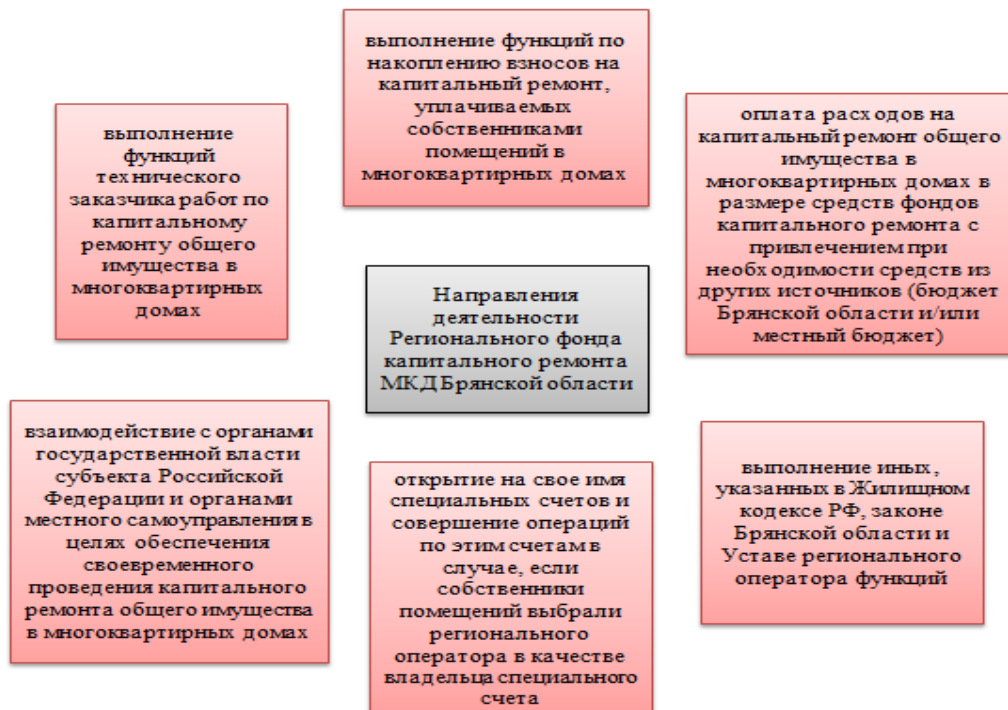 выполнение функций по
накоплению взносов на
капитальный ремонт,
уплачиваемых
собственниками
помещений в
многоквартирных домах
выполнение
функций
технического
заказчика работ по
капитальному
ремонту общего
имущества в
многоквартирных
домах
оплата расходов на
капитальный ремонт общего
имущества в
многоквартирных домах в
размере средств фондов
капитального ремонта с
привлечением при
необходимости средств из
других источников (бюджет
Брянской области и/или
местный бюджет)
Направления
деятельности
Регионального фонда
капитального ремонта
МКД Брянской области
взаимодействие с органами
государственной власти
субъекта Российской
Федерации и органами
местного самоуправления в
целях обеспечения
своевременного
проведения капитального
ремонта общего имущества
в многоквартирных домах
открытие на свое имя
специальных счетов и
совершение операций
по этим счетам в
случае, если
собственники
помещений выбрали
регионального
оператора в качестве
владельца специального
счета
выполнение иных,
указанных в Жилищном
кодексе РФ, законе
Брянской области и
Уставе регионального
оператора функций